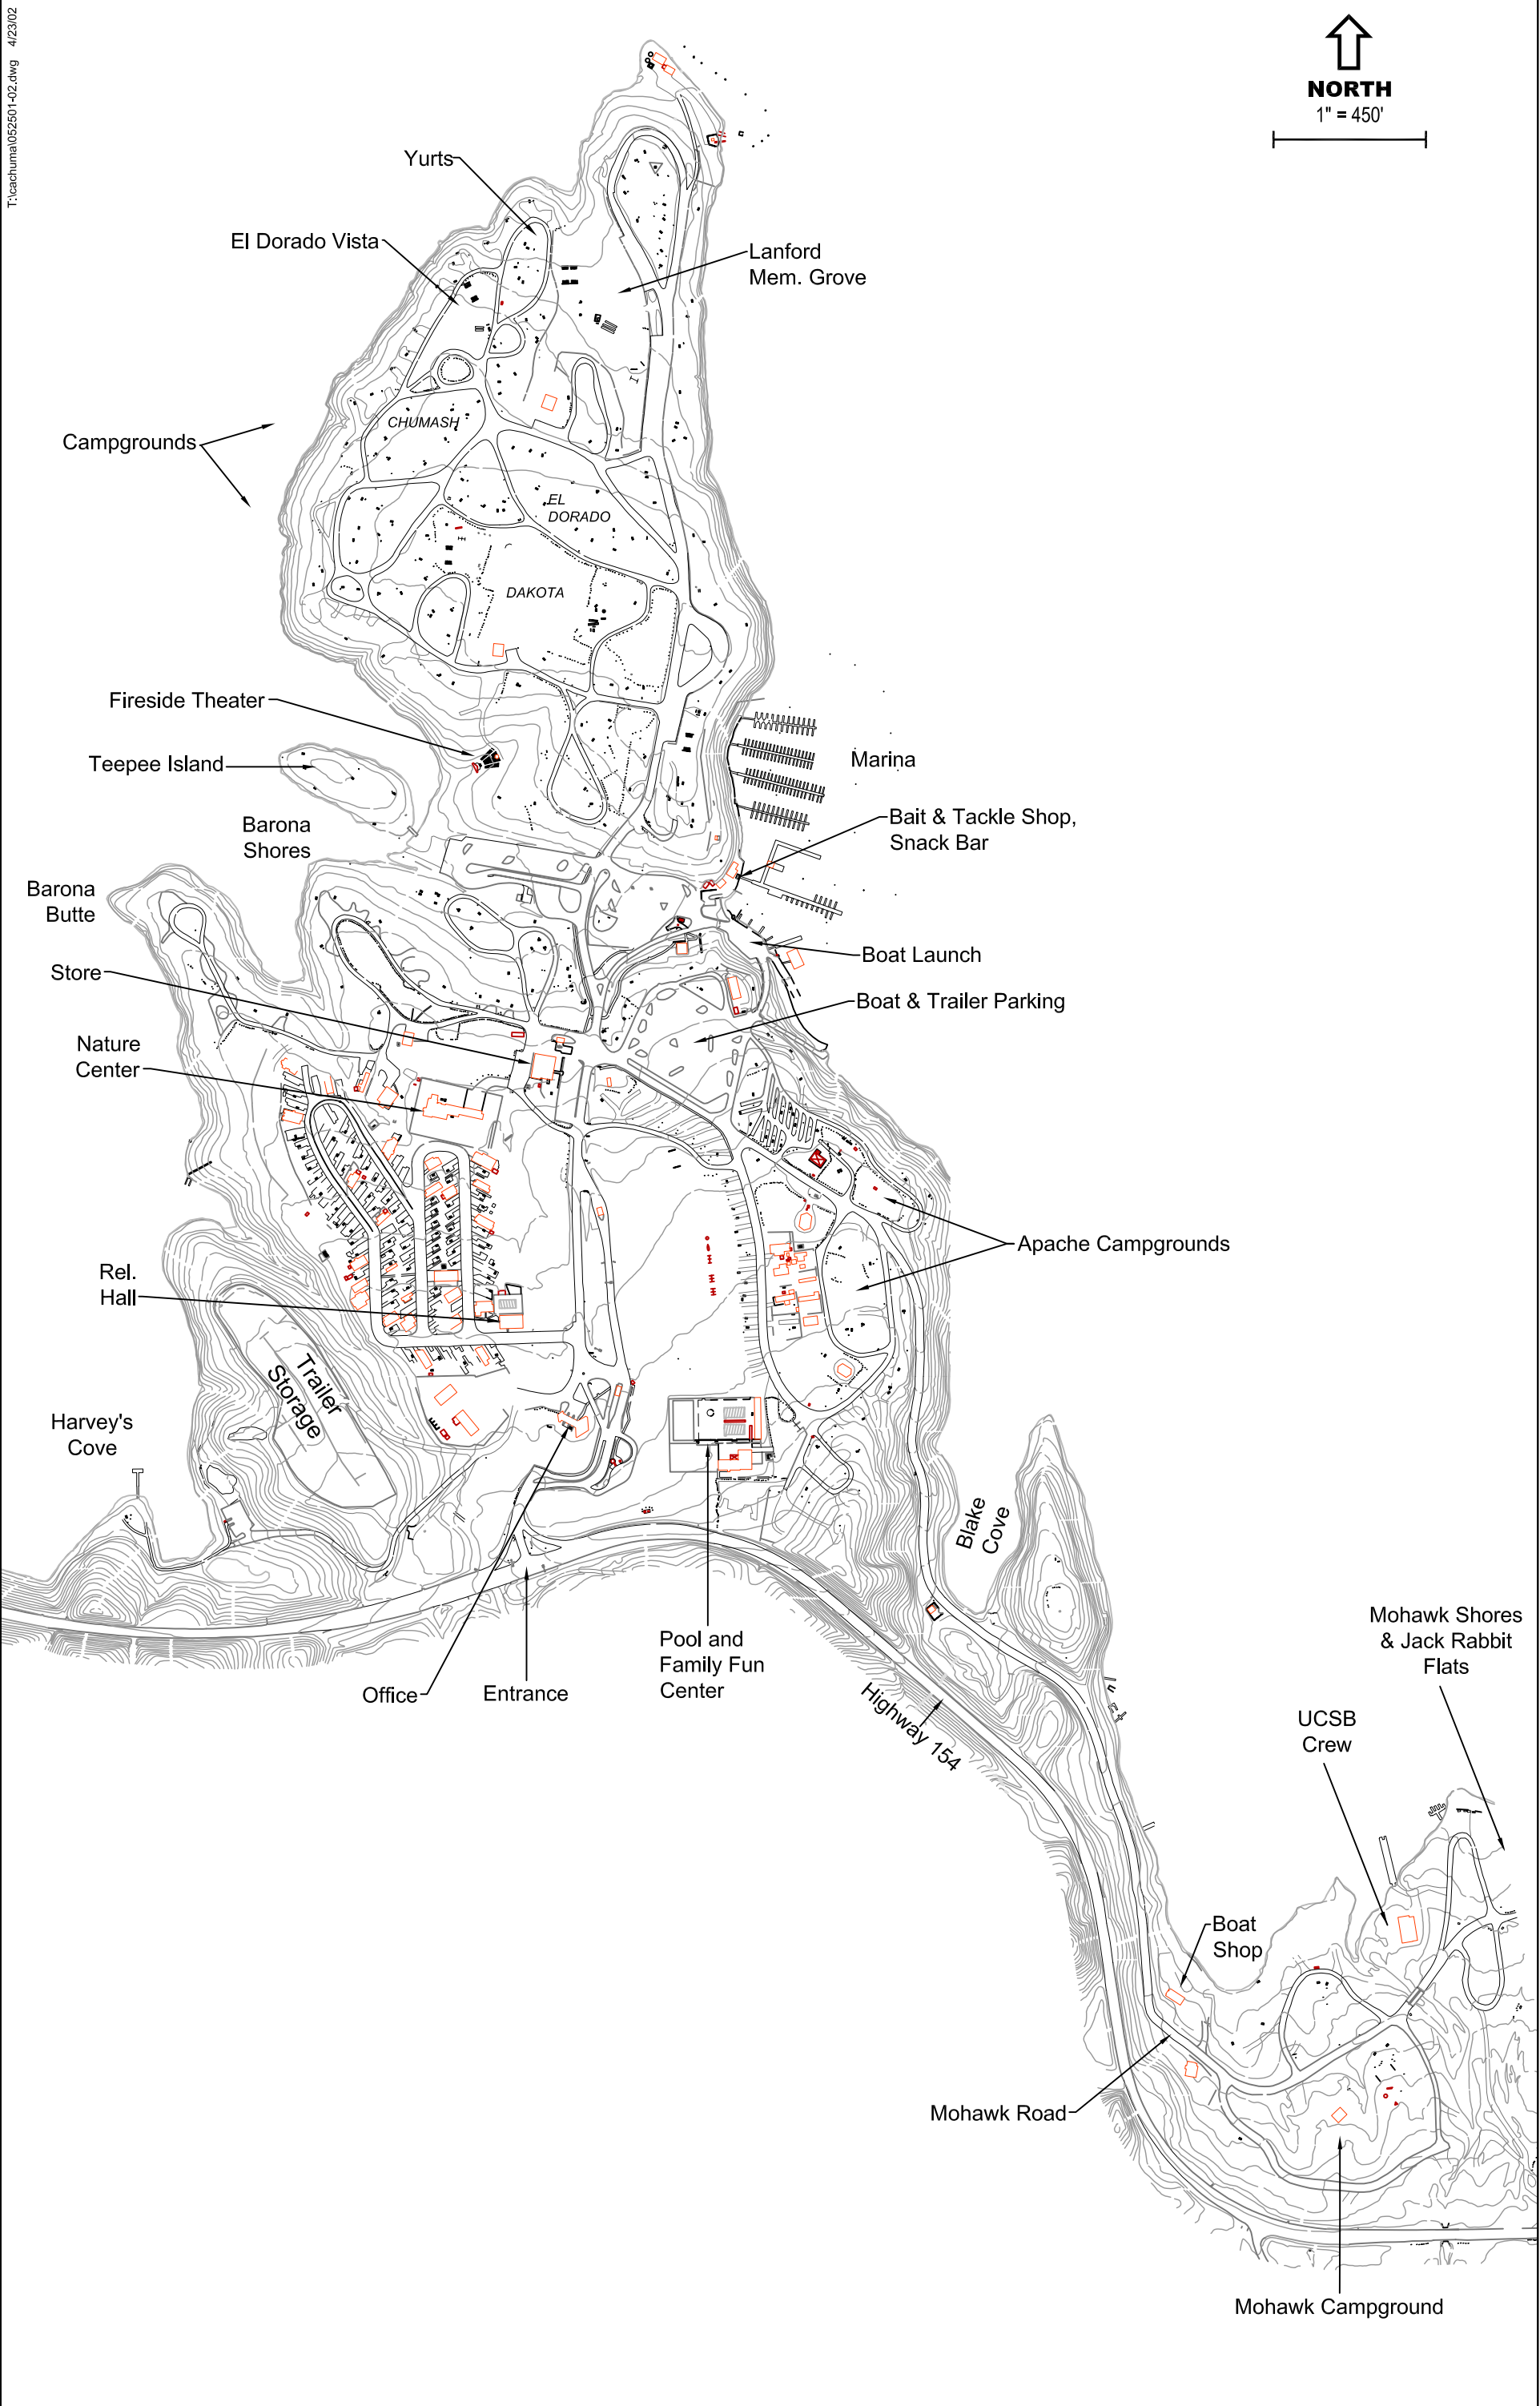 T:\cachuma\052501-02.dwg 4/23/02
NORTH
1" = 450'
Yurts
El Dorado Vista
Lanford
Mem. Grove
Campgrounds
CHUMASH
EL
DORADO
DAKOTA
Fireside Theater
Teepee Island
Marina
Barona
Shores
Bait & Tackle Shop,
Snack Bar
Barona
Butte
Boat Launch
Store
Boat & Trailer Parking
Nature
Center
Apache Campgrounds
Rel.
Hall
Trailer
Storage
Harvey's
Cove
Blake
Cove
Pool and
Family Fun
Center
Office
Entrance
Highway 154
Mohawk Shores
& Jack Rabbit
Flats
UCSB
Crew
Boat
Shop
Mohawk Road
Mohawk Campground